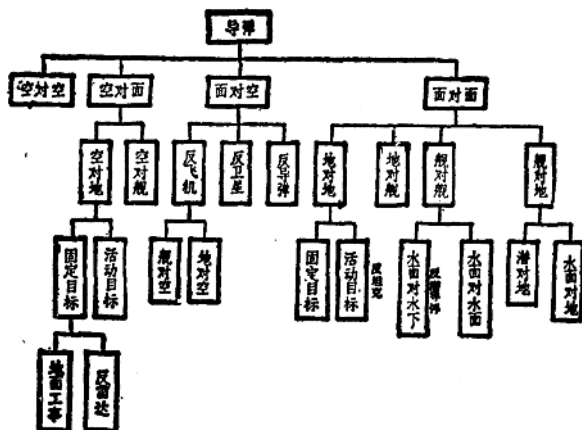 导弹
空对空
空对面
面对空
面对面
空对地
空对舰
反飞机
反卫星
反导弹
地对地
地对舰
舰对舰
舰对地
固定目标
活动目标
舰对空
地对空
固定目标
活动目标
反坦克
水面对水下
水面对水面
潜对地
水面对地
地面工事
反雷达